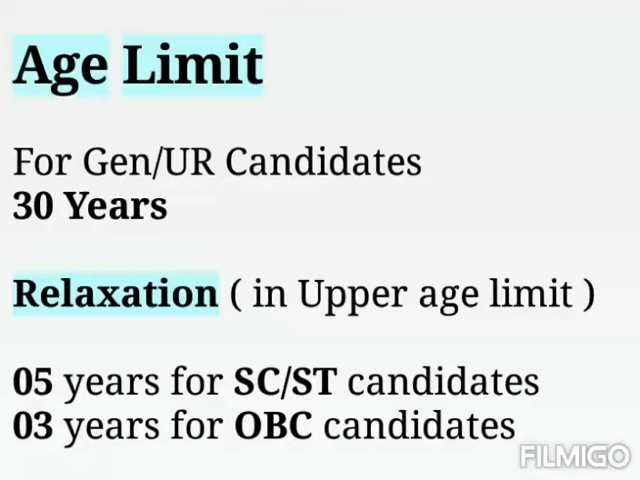 Age Limit
For Gen/UR Candidates
30 Years
Relaxation ( in Upper age limit )
05 years for SC/ST candidates
03 years for OBC candidates
FILMIGO